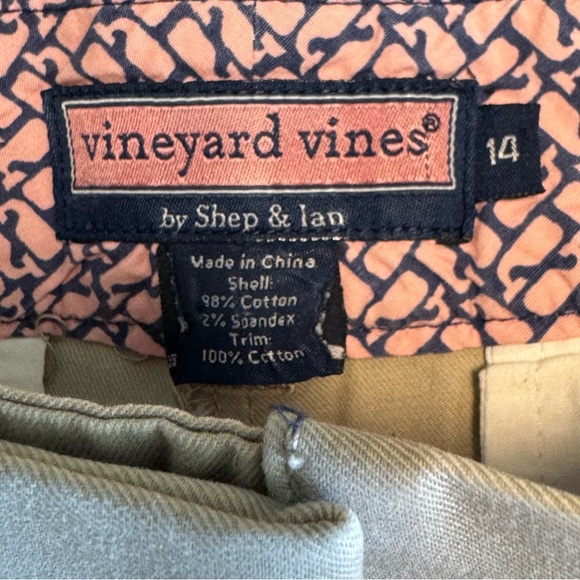 vineyard vines®
14
by Shep & Ian
Made in China
Shell:
98% Cotton
2% Spandex
Trim:
100% Cotton